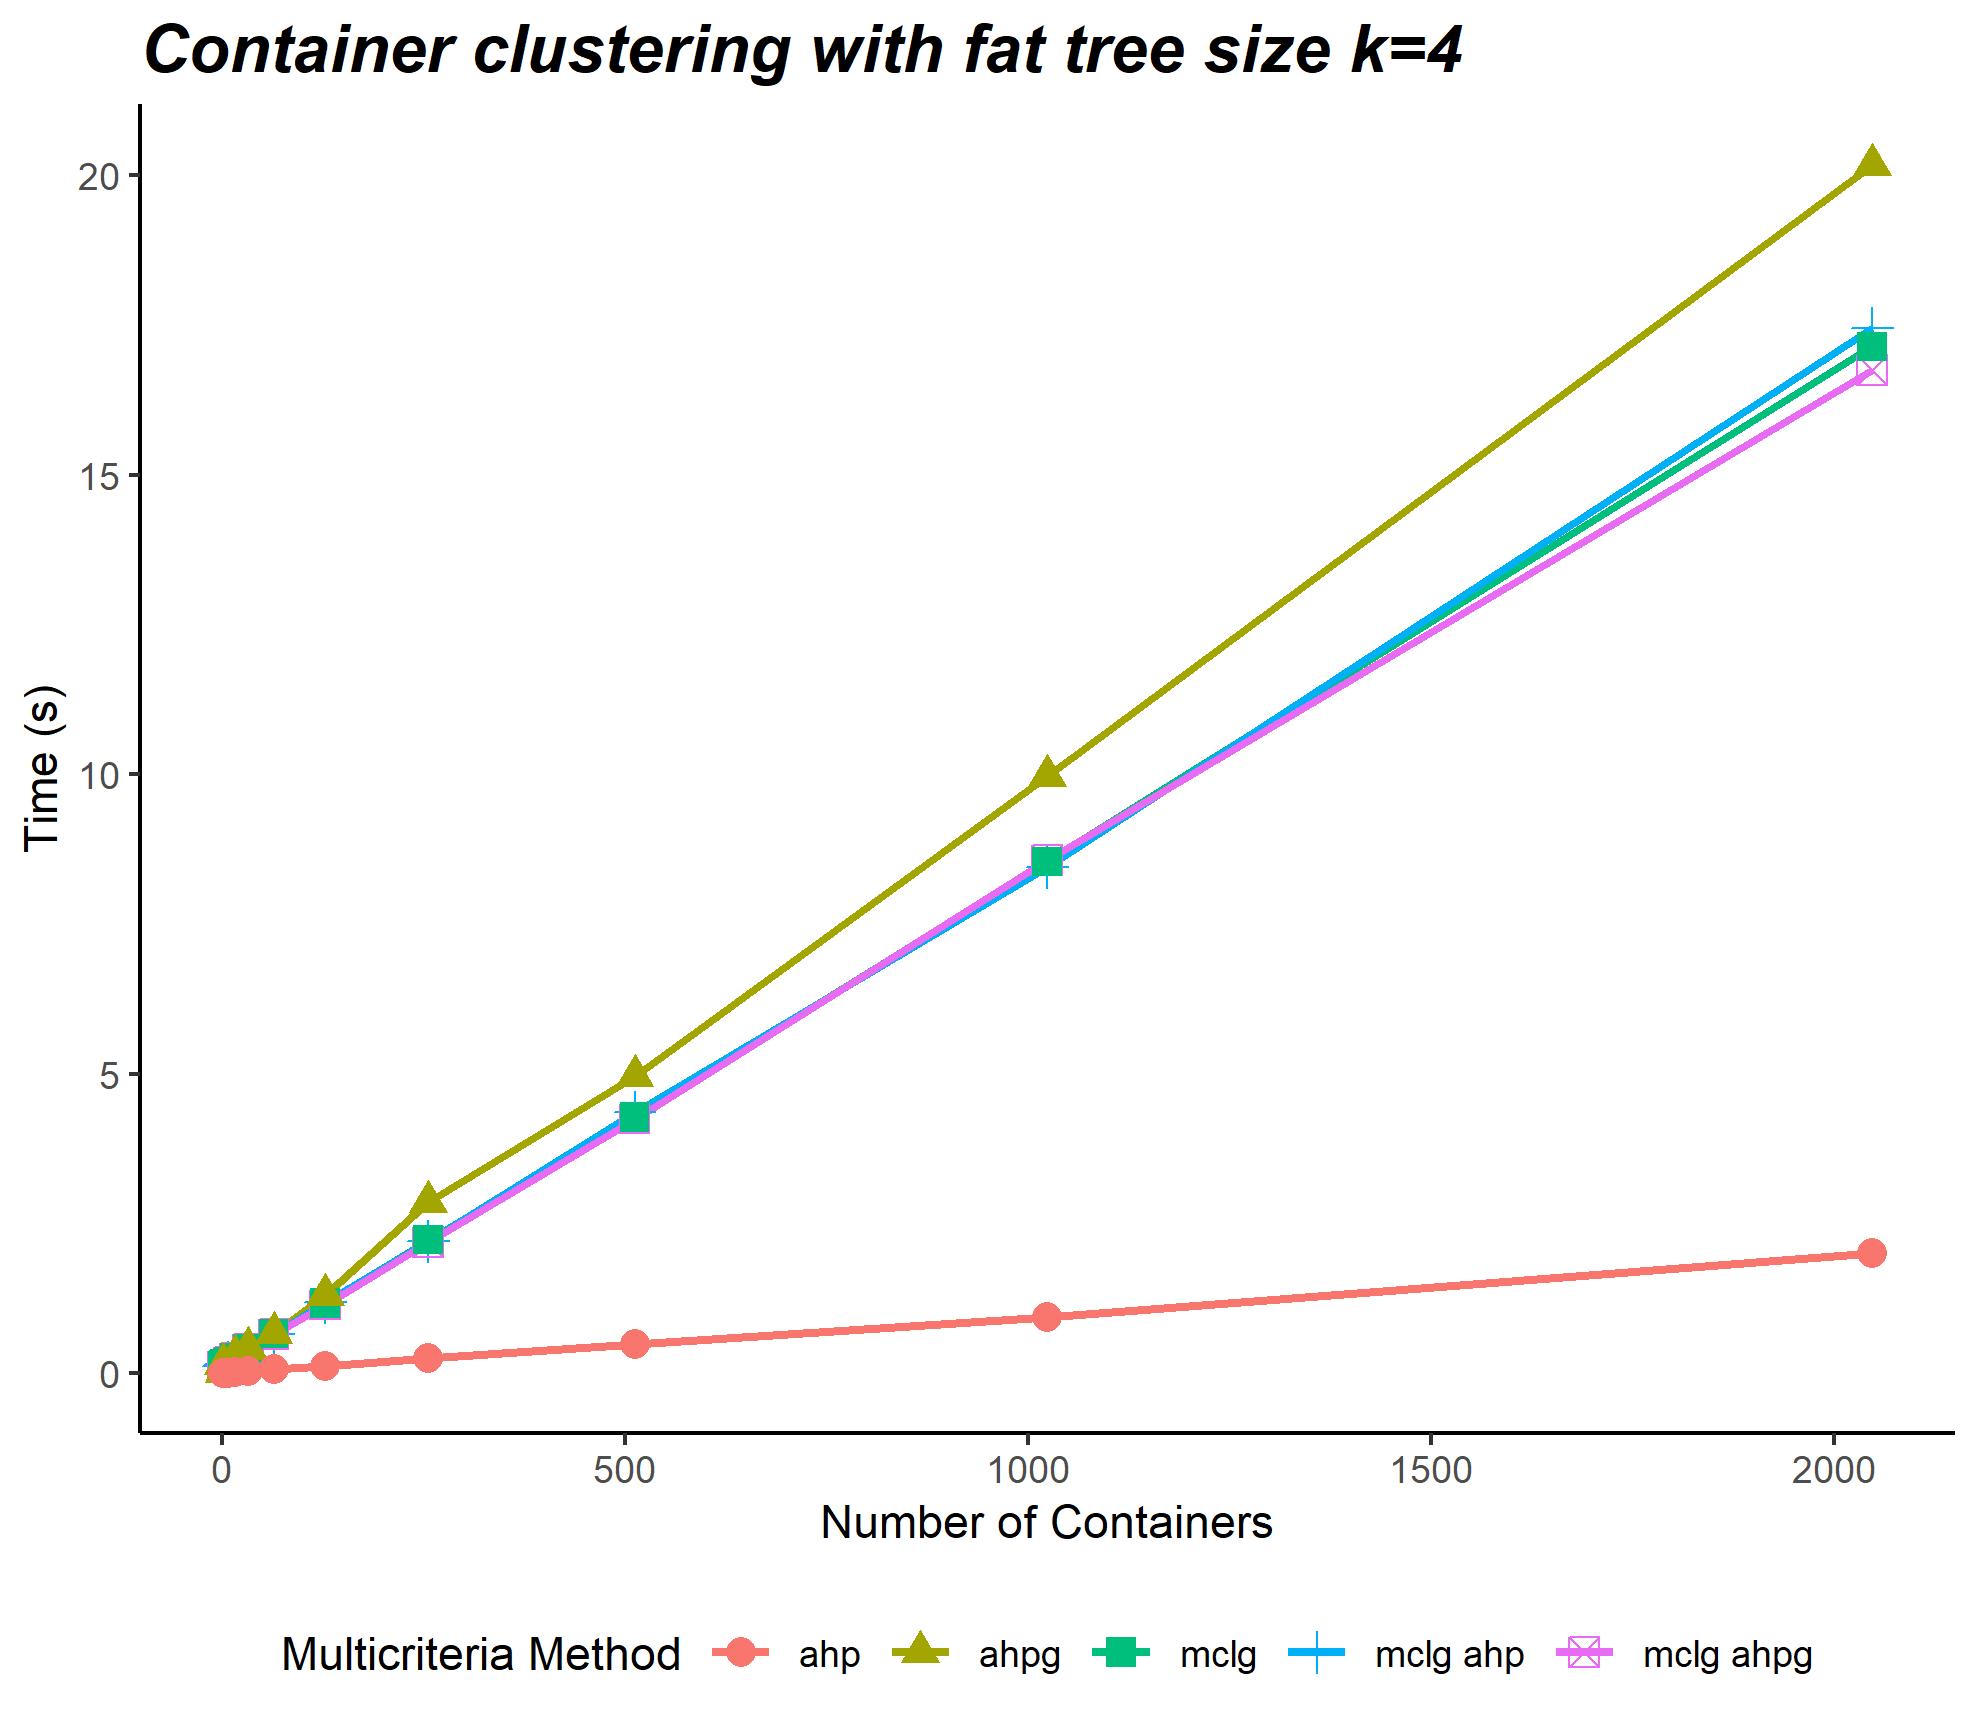 Container clustering with fat tree size k=4
20
15
10
5
0
Time (s)
0 500 1000 1500 2000
Number of Containers
Multicriteria Method ahp ahpg mclg mclg ahp mclg ahpg